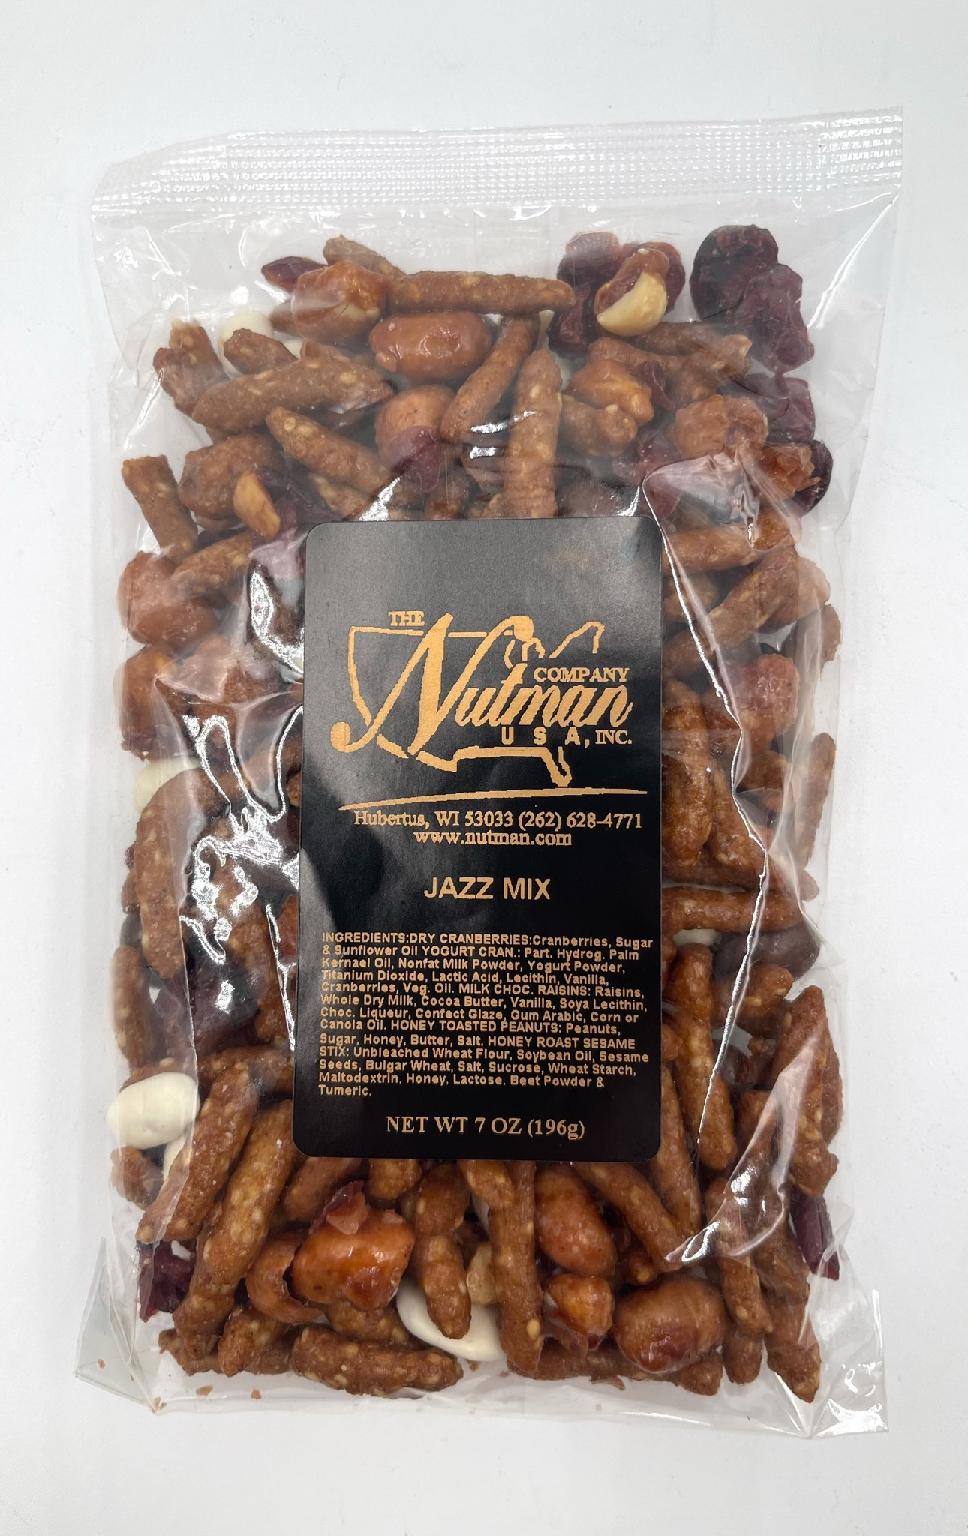 THE
Nutman
COMPANY
U S A, INC.
Hubertus, WI 53033 (262) 628-4771
www.nutman.com
JAZZ MIX
INGREDIENTS:DRY CRANBERRIES:Cranberries, Sugar
& Sunflower Oil YOGURT CRAN.: Part. Hydrog. Palm
Kernael Oil, Nonfat Milk Powder, Yogurt Powder,
Titanium Dioxide, Lactic Acid, Lecithin, Vanilla,
Cranberries, Veg. Oil. MILK CHOC. RAISINS: Raisins,
Whole Dry Milk, Cocoa Butter, Vanilla, Soya Lecithin,
Choc. Liqueur, Confect Glaze, Gum Arabic, Corn or
Canola Oil. HONEY TOASTED PEANUTS: Peanuts,
Sugar, Honey, Butter, Salt. HONEY ROAST SESAME
STIX: Unbleached Wheat Flour, Soybean Oil, Sesame
Seeds, Bulgar Wheat, Salt, Sucrose, Wheat Starch,
Maltodextrin, Honey, Lactose, Beet Powder &
Tumeric.
NET WT 7 OZ (196g)